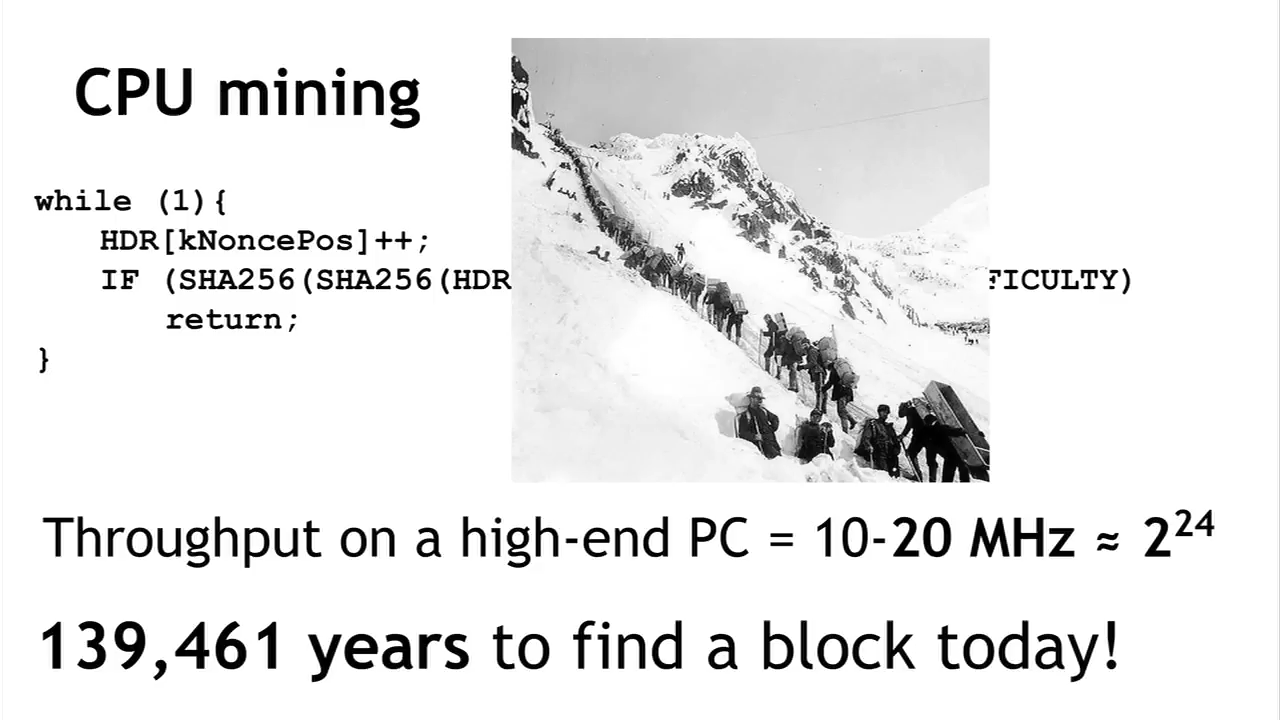 CPU mining
while (1){
HDR[kNoncePos]++;
IF (SHA256(SHA256(HDR FICULTY)
return;
}
Throughput on a high-end PC = 10-20 MHz ≈ 2²⁴
139,461 years to find a block today!